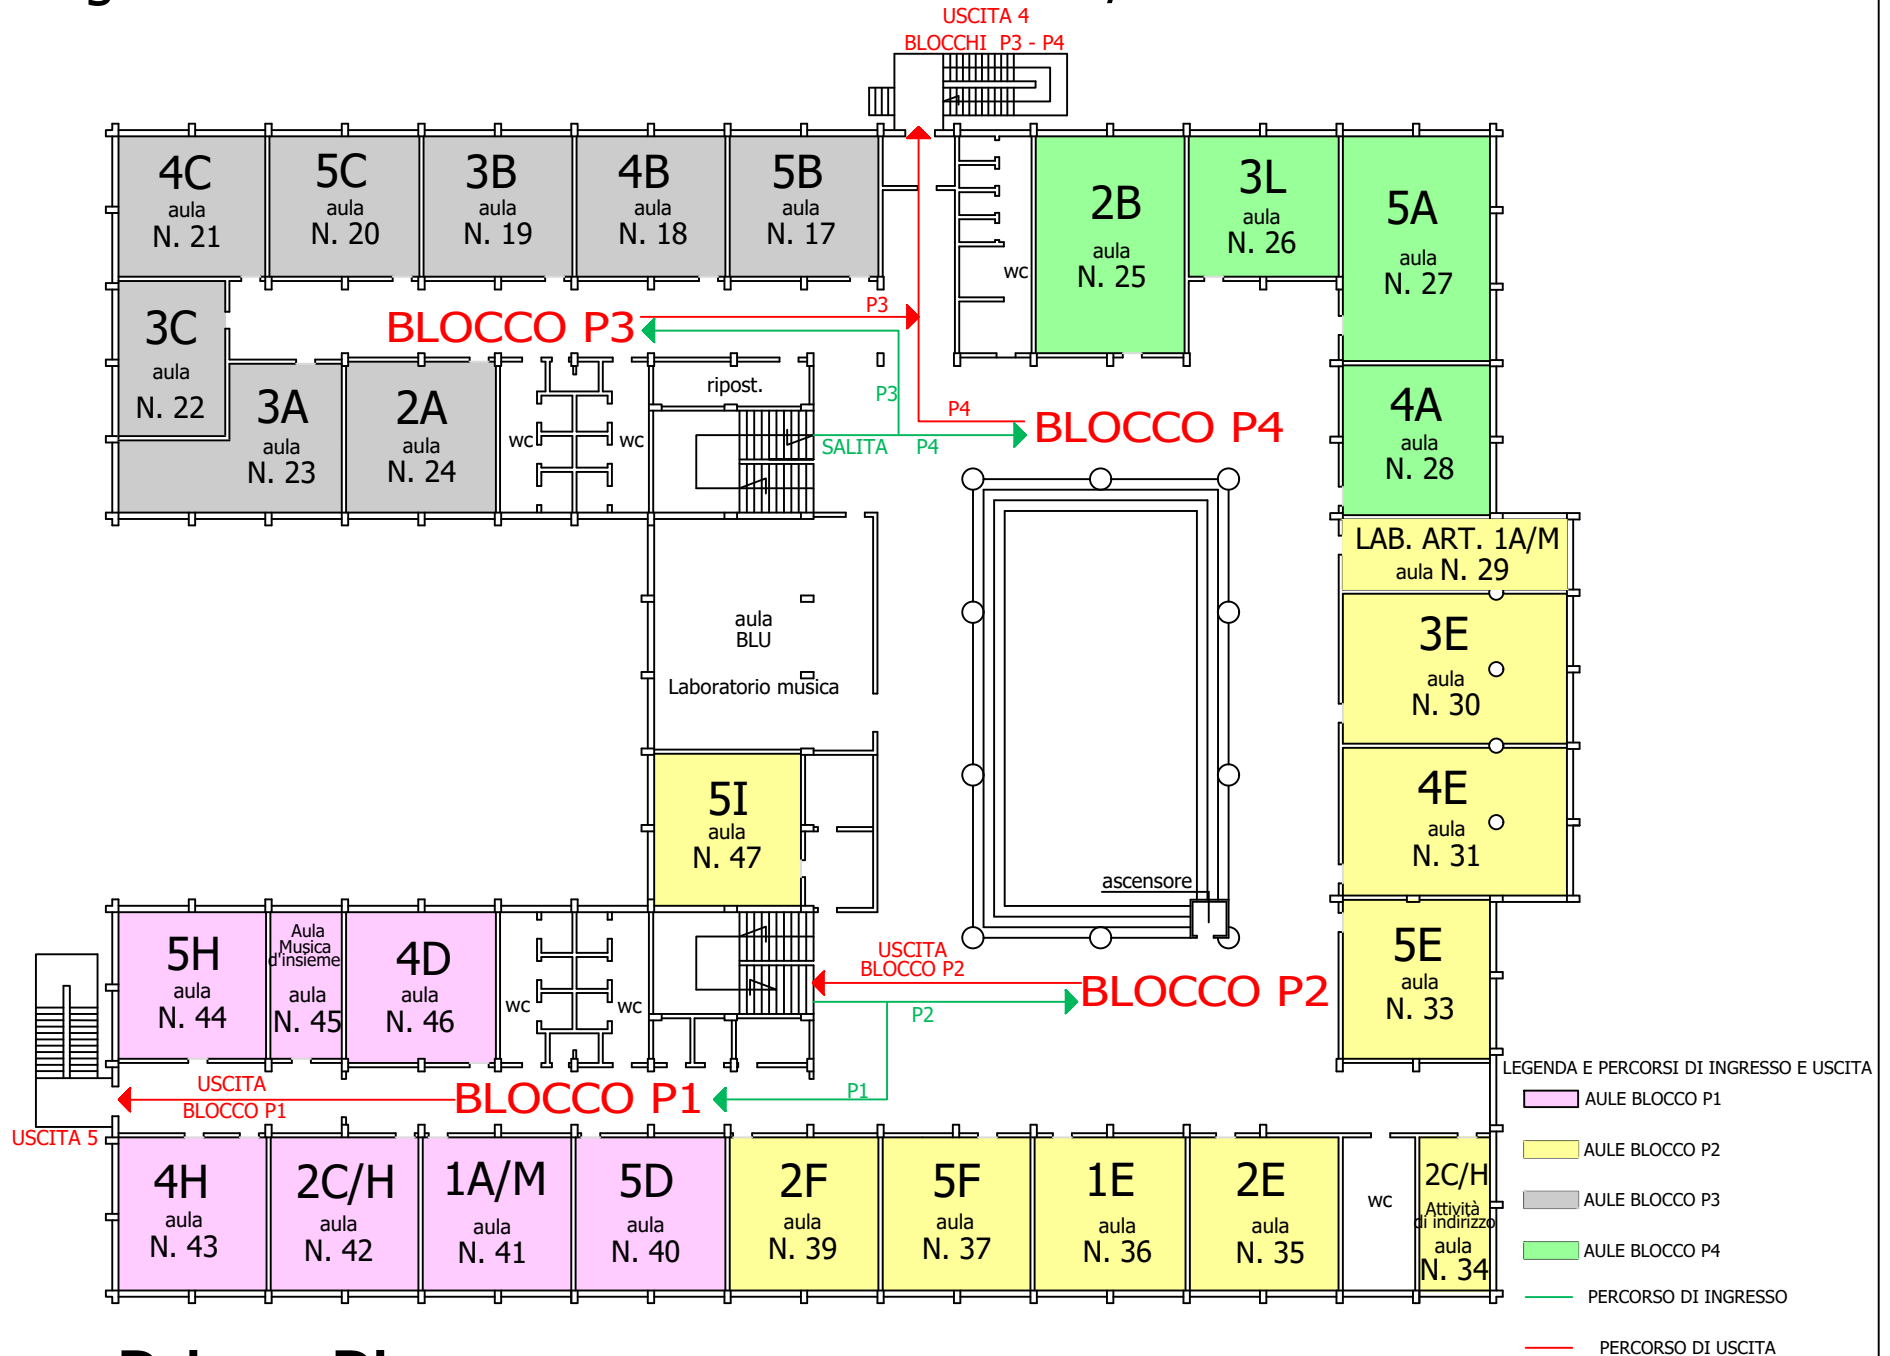 USCITA 4
BLOCCHI P3 - P4
4C
aula
N. 21
5C
aula
N. 20
3B
aula
N. 19
4B
aula
N. 18
5B
aula
N. 17
wc
2B
aula
N. 25
3L
aula
N. 26
5A
aula
N. 27
3C
aula
N. 22
BLOCCO P3
P3
P3
3A
aula
N. 23
2A
aula
N. 24
wc
wc
ripost.
SALITA
P4
P4
BLOCCO P4
4A
aula
N. 28
LAB. ART. 1A/M
aula N. 29
aula
BLU
Laboratorio musica
3E
aula
N. 30
5I
aula
N. 47
4E
aula
N. 31
ascensore
5H
aula
N. 44
Aula
Musica
d'insieme
aula
N. 45
4D
aula
N. 46
wc
wc
USCITA
BLOCCO P2
BLOCCO P2
P2
5E
aula
N. 33
USCITA
BLOCCO P1
USCITA 5
BLOCCO P1
P1
4H
aula
N. 43
2C/H
aula
N. 42
1A/M
aula
N. 41
5D
aula
N. 40
2F
aula
N. 39
5F
aula
N. 37
1E
aula
N. 36
2E
aula
N. 35
wc
2C/H
Attività
di indirizzo
aula
N. 34
LEGENDA E PERCORSI DI INGRESSO E USCITA
AULE BLOCCO P1
AULE BLOCCO P2
AULE BLOCCO P3
AULE BLOCCO P4
PERCORSO DI INGRESSO
PERCORSO DI USCITA